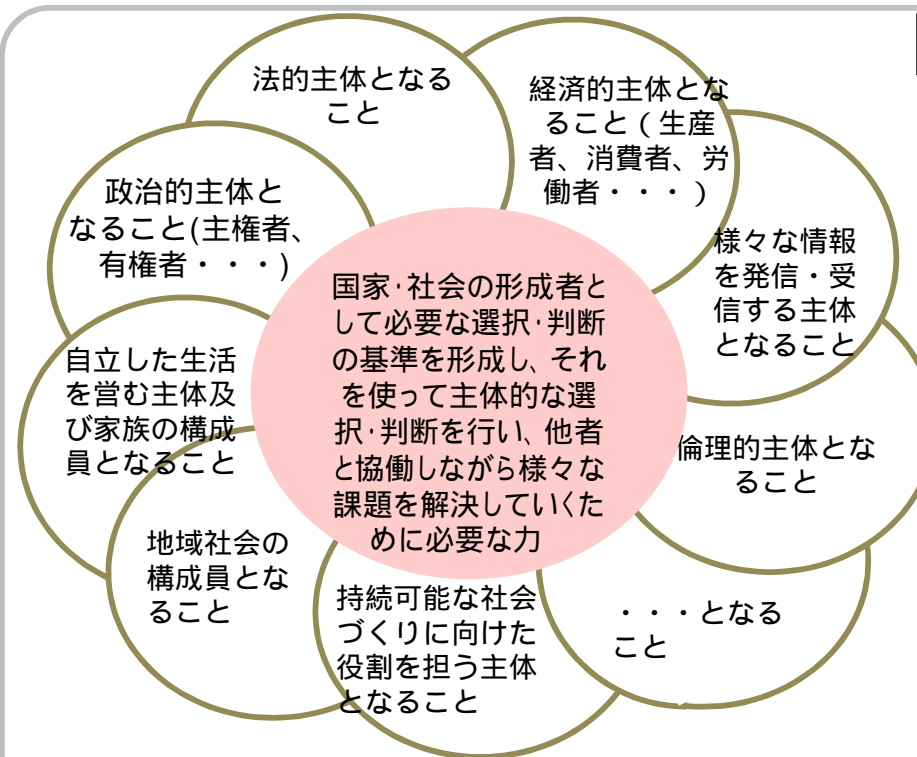 法的主体となる
こと
経済的主体とな
ること(生産
者、消費者、労
働者・・・)
政治的主体と
なること(主権者、
有権者・・・)
様々な情報
を発信・受
信する主体
となること
国家・社会の形成者と
して必要な選択・判断
の基準を形成し、それ
を使って主体的な選
択・判断を行い、他者
と協働しながら様々な
課題を解決していくた
めに必要な力
自立した生活
を営む主体及
び家族の構成
員となること
倫理的主体とな
ること
地域社会の
構成員とな
ること
持続可能な社会
づくりに向けた
役割を担う主体
となること
・・・となる
こと